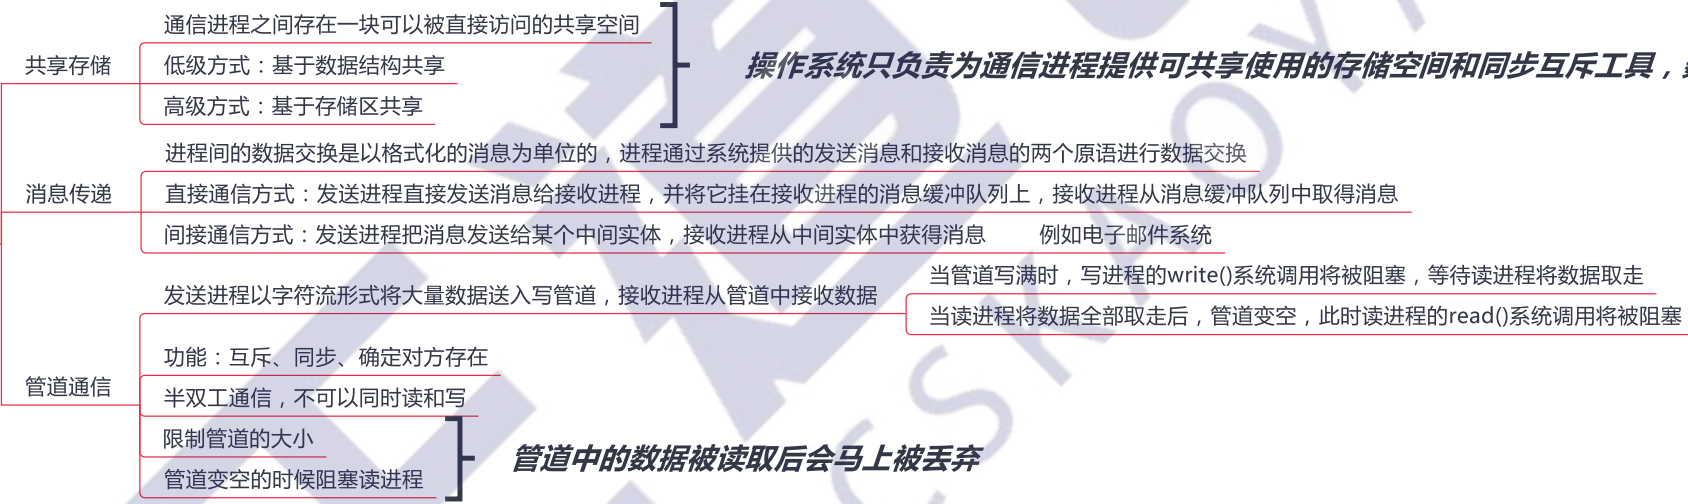 共享存储
通信进程之间存在一块可以被直接访问的共享空间
低级方式：基于数据结构共享
高级方式：基于存储区共享
操作系统只负责为通信进程提供可共享使用的存储空间和同步互斥工具，
消息传递
进程间的数据交换是以格式化的消息为单位的，进程通过系统提供的发送消息和接收消息的两个原语进行数据交换
直接通信方式：发送进程直接发送消息给接收进程，并将它挂在接收进程的消息缓冲队列上，接收进程从消息缓冲队列中取得消息
间接通信方式：发送进程把消息发送给某个中间实体，接收进程从中间实体中获得消息 例如电子邮件系统
管道通信
发送进程以字符流形式将大量数据送入写管道，接收进程从管道中接收数据
当管道写满时，写进程的write()系统调用将被阻塞，等待读进程将数据取走
当读进程将数据全部取走后，管道变空，此时读进程的read()系统调用将被阻塞
功能：互斥、同步、确定对方存在
半双工通信，不可以同时读和写
限制管道的大小
管道变空的时候阻塞读进程
管道中的数据被读取后会马上被丢弃
CSKAOY